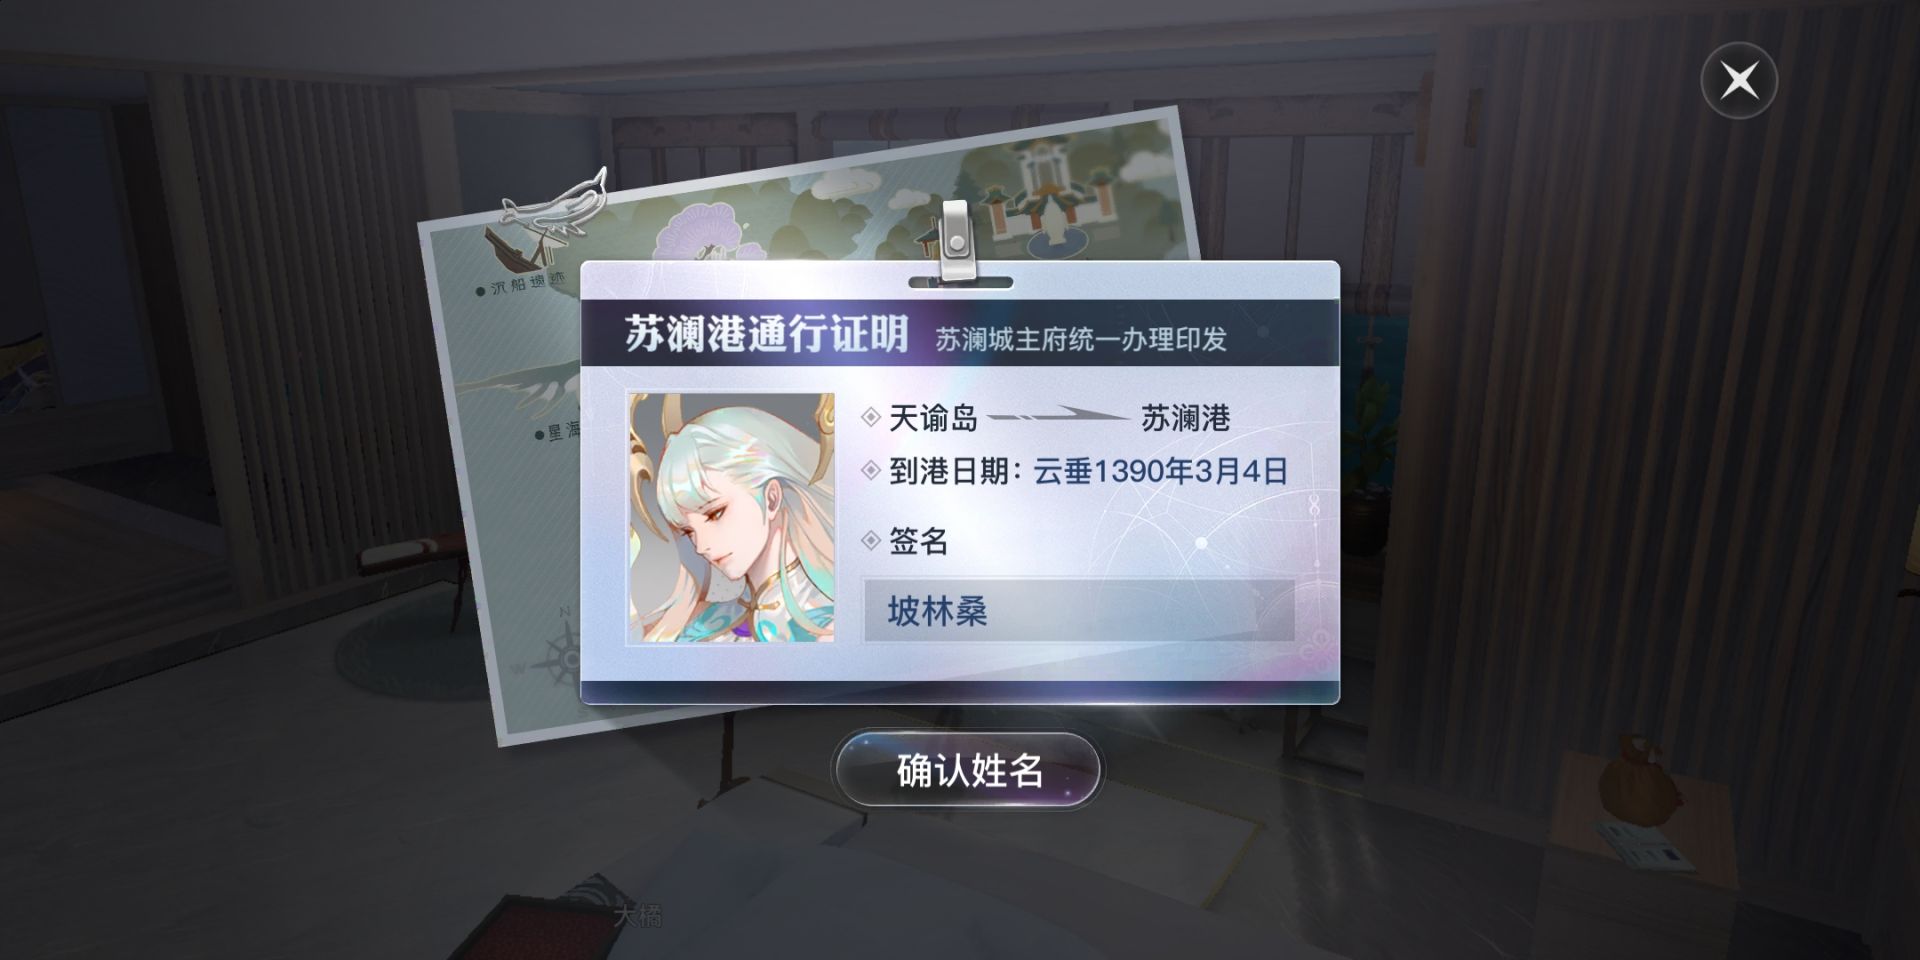 沉船遗迹
星海
N
W
苏澜港通行证明 苏澜城主府统一办理印发
天谕岛 苏澜港
到港日期：云垂1390年3月4日
签名
坡林桑
确认姓名
大橘